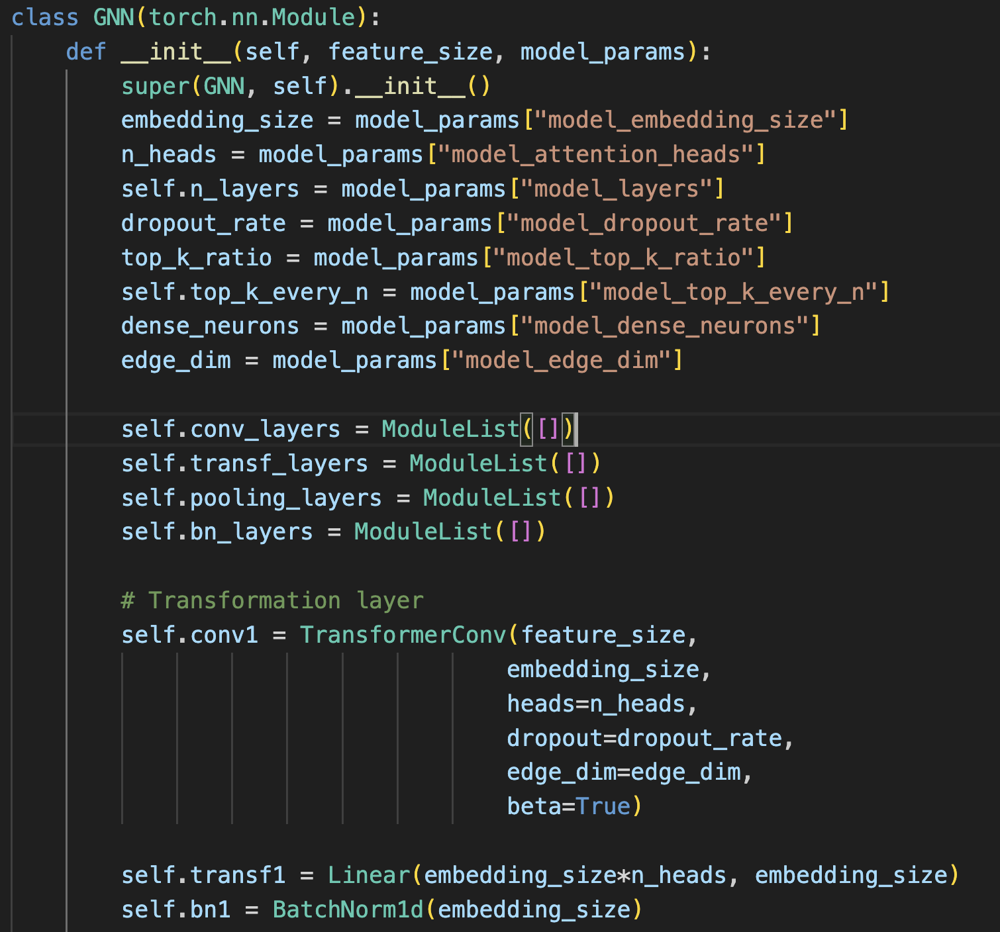 class GNN(torch.nn.Module):
    def __init__(self, feature_size, model_params):
        super(GNN, self).__init__()
        embedding_size = model_params["model_embedding_size"]
        n_heads = model_params["model_attention_heads"]
        self.n_layers = model_params["model_layers"]
        dropout_rate = model_params["model_dropout_rate"]
        top_k_ratio = model_params["model_top_k_ratio"]
        self.top_k_every_n = model_params["model_top_k_every_n"]
        dense_neurons = model_params["model_dense_neurons"]
        edge_dim = model_params["model_edge_dim"]

        self.conv_layers = ModuleList([])
        self.transf_layers = ModuleList([])
        self.pooling_layers = ModuleList([])
        self.bn_layers = ModuleList([])

        # Transformation layer
        self.conv1 = TransformerConv(feature_size,
                                    embedding_size,
                                    heads=n_heads,
                                    dropout=dropout_rate,
                                    edge_dim=edge_dim,
                                    beta=True)

        self.transf1 = Linear(embedding_size*n_heads, embedding_size)
        self.bn1 = BatchNorm1d(embedding_size)